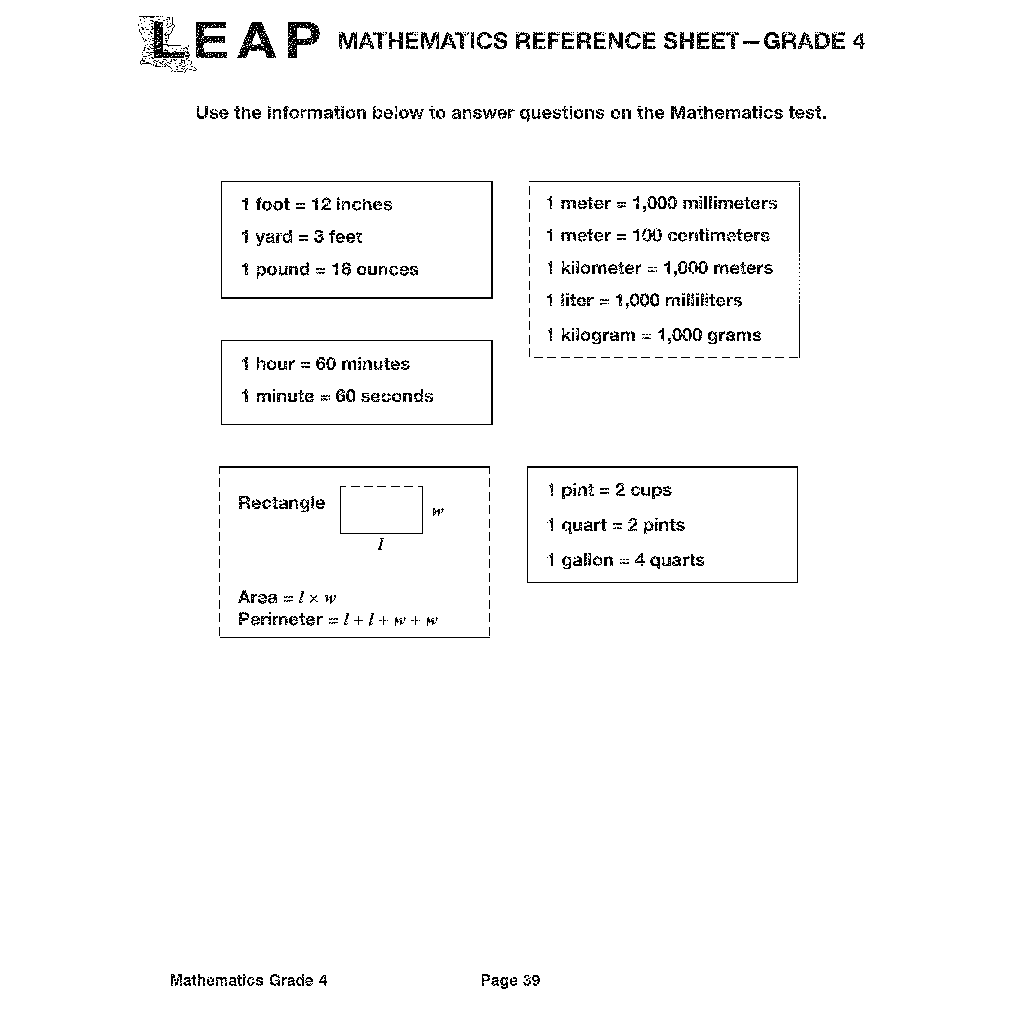 LEAP MATHEMATICS REFERENCE SHEET—GRADE 4
Use the information below to answer questions on the Mathematics test.
1 foot = 12 inches
1 yard = 3 feet
1 pound = 16 ounces
1 meter = 1,000 millimeters
1 meter = 100 centimeters
1 kilometer = 1,000 meters
1 liter = 1,000 milliliters
1 kilogram = 1,000 grams
1 hour = 60 minutes
1 minute = 60 seconds
Rectangle
w
l
Area = l × w
Perimeter = l + l + w + w
1 pint = 2 cups
1 quart = 2 pints
1 gallon = 4 quarts
Mathematics Grade 4 Page 39